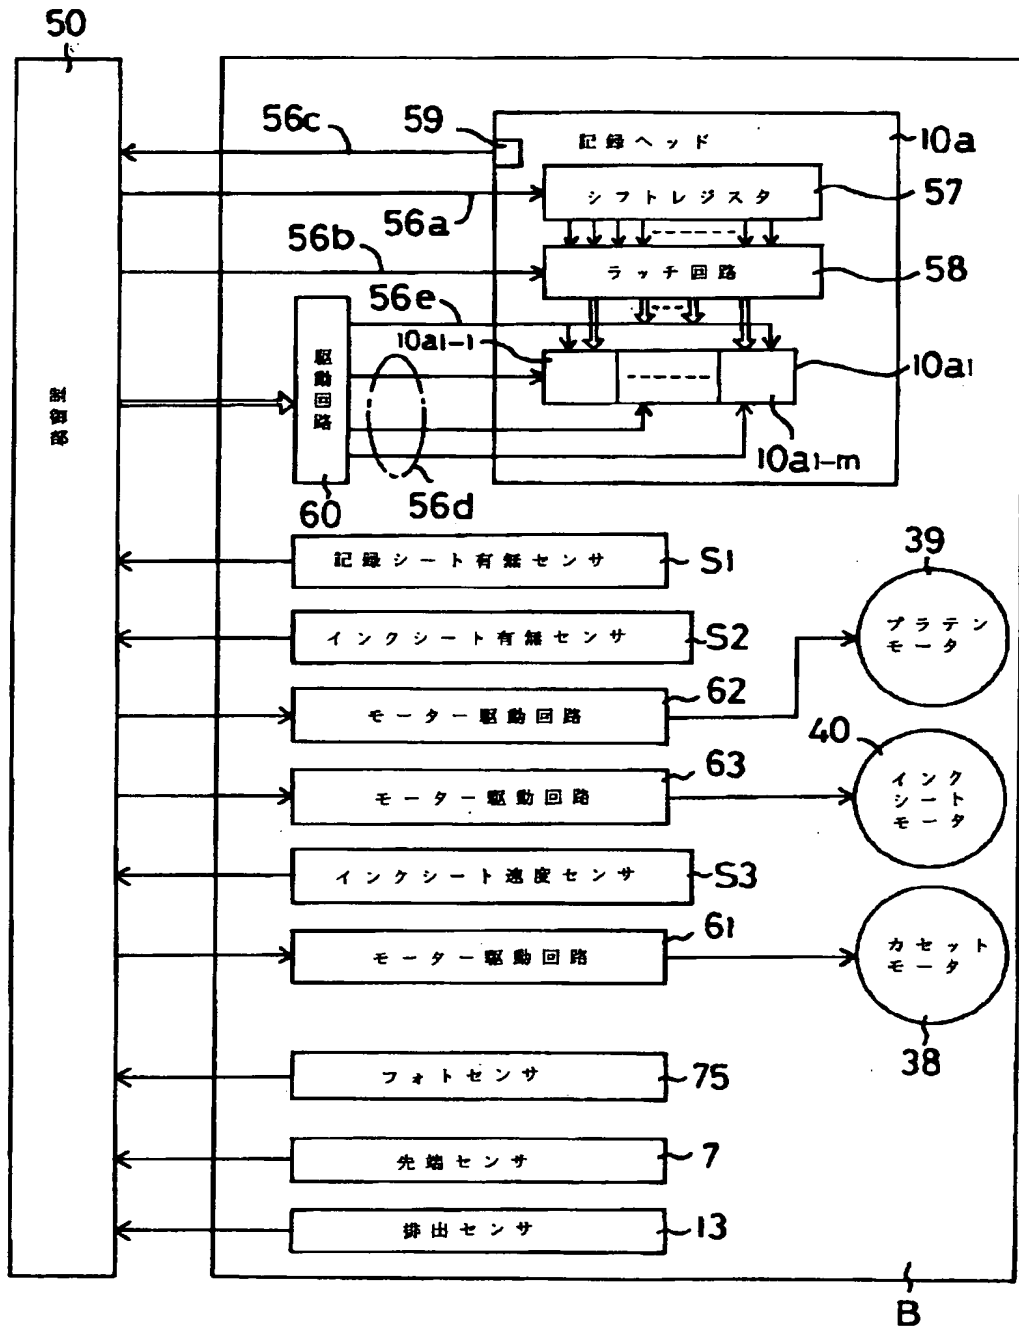 50
56c
59
記録ヘッド
10a
56a
シフトレジスタ
57
56b
ラッチ回路
58
56e
10a1-1
10a1
駆動回路
制御部
10a1-m
56d
60
記録シート有無センサ
S1
39
プラテン
モータ
インクシート有無センサ
S2
モーター駆動回路
62
40
インク
シート
モータ
モーター駆動回路
63
インクシート速度センサ
S3
モーター駆動回路
61
カセット
モータ
38
フォトセンサ
75
先端センサ
7
排出センサ
13
B